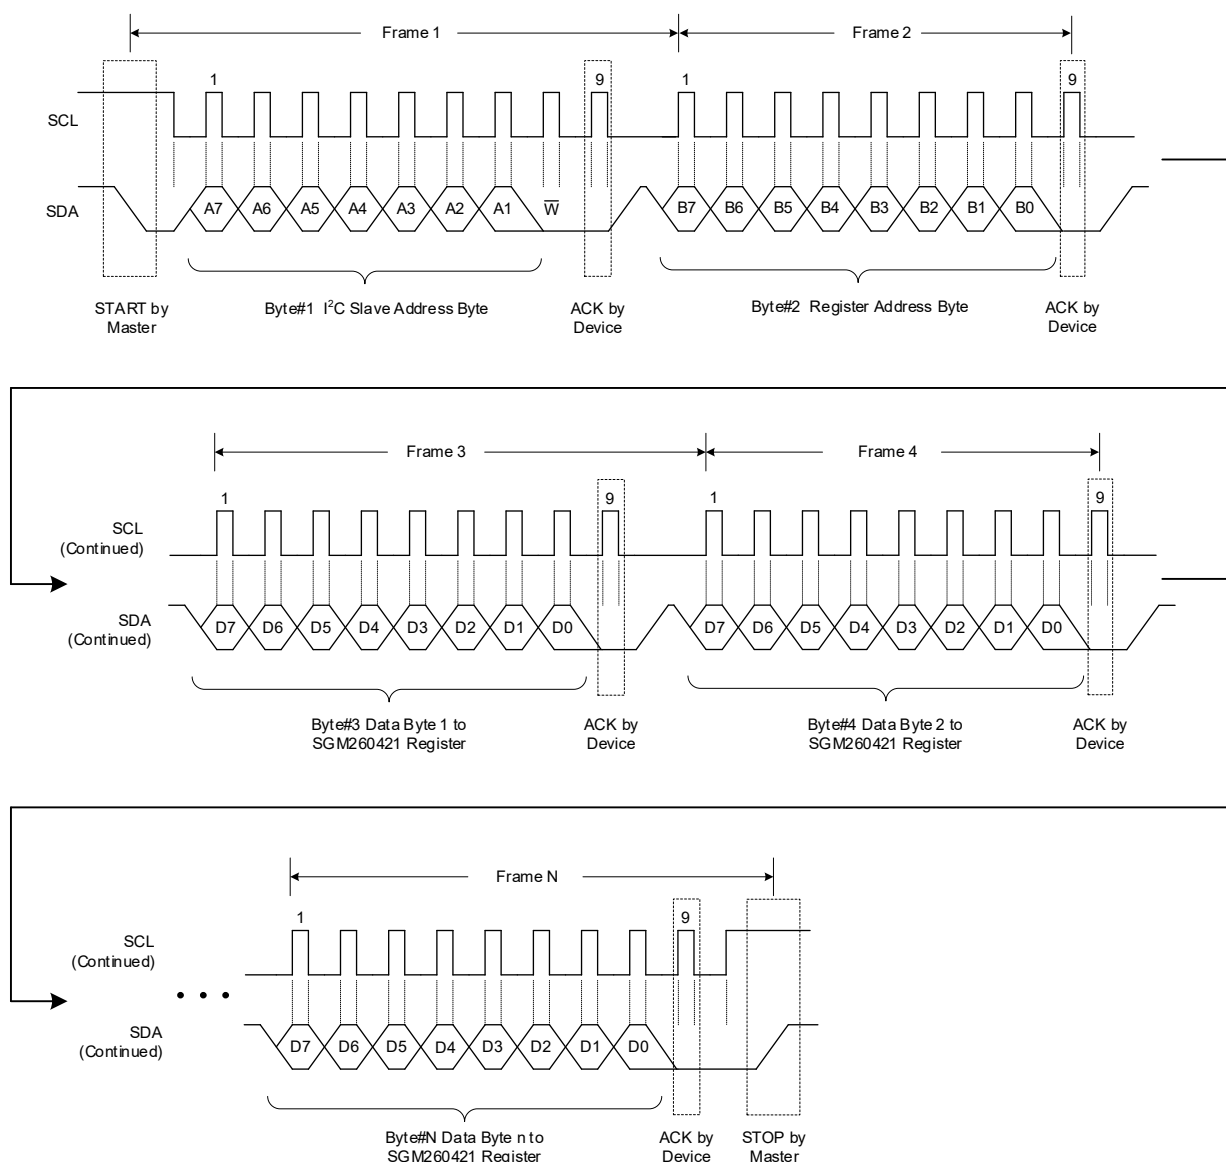 Frame 1
Frame 2
1
9
1
9
SCL
SDA
A7 A6 A5 A4 A3 A2 A1 W̅
B7 B6 B5 B4 B3 B2 B1 B0
START by
Master
Byte#1 I²C Slave Address Byte
ACK by
Device
Byte#2 Register Address Byte
ACK by
Device
Frame 3
Frame 4
1
9
1
9
SCL
(Continued)
SDA
(Continued)
D7 D6 D5 D4 D3 D2 D1 D0
D7 D6 D5 D4 D3 D2 D1 D0
Byte#3 Data Byte 1 to
SGM260421 Register
ACK by
Device
Byte#4 Data Byte 2 to
SGM260421 Register
ACK by
Device
Frame N
1
9
SCL
(Continued)
• • •
SDA
(Continued)
D7 D6 D5 D4 D3 D2 D1 D0
Byte#N Data Byte n to
SGM260421 Register
ACK by
Device
STOP by
Master